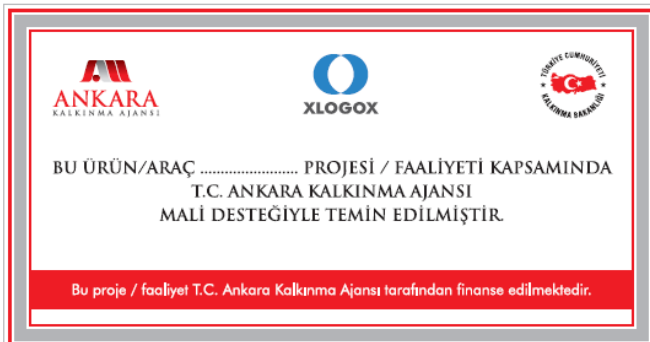 ANKARA
KALKINMA AJANSI
XLOGOX
TÜRKİYE CUMHURİYETİ
KALKINMA BAKANLIĞI
BU ÜRÜN/ARAÇ ........................ PROJESİ / FAALİYETİ KAPSAMINDA
T.C. ANKARA KALKINMA AJANSI
MALİ DESTEĞİYLE TEMİN EDİLMİŞTİR.
Bu proje / faaliyet T.C. Ankara Kalkınma Ajansı tarafından finanse edilmektedir.